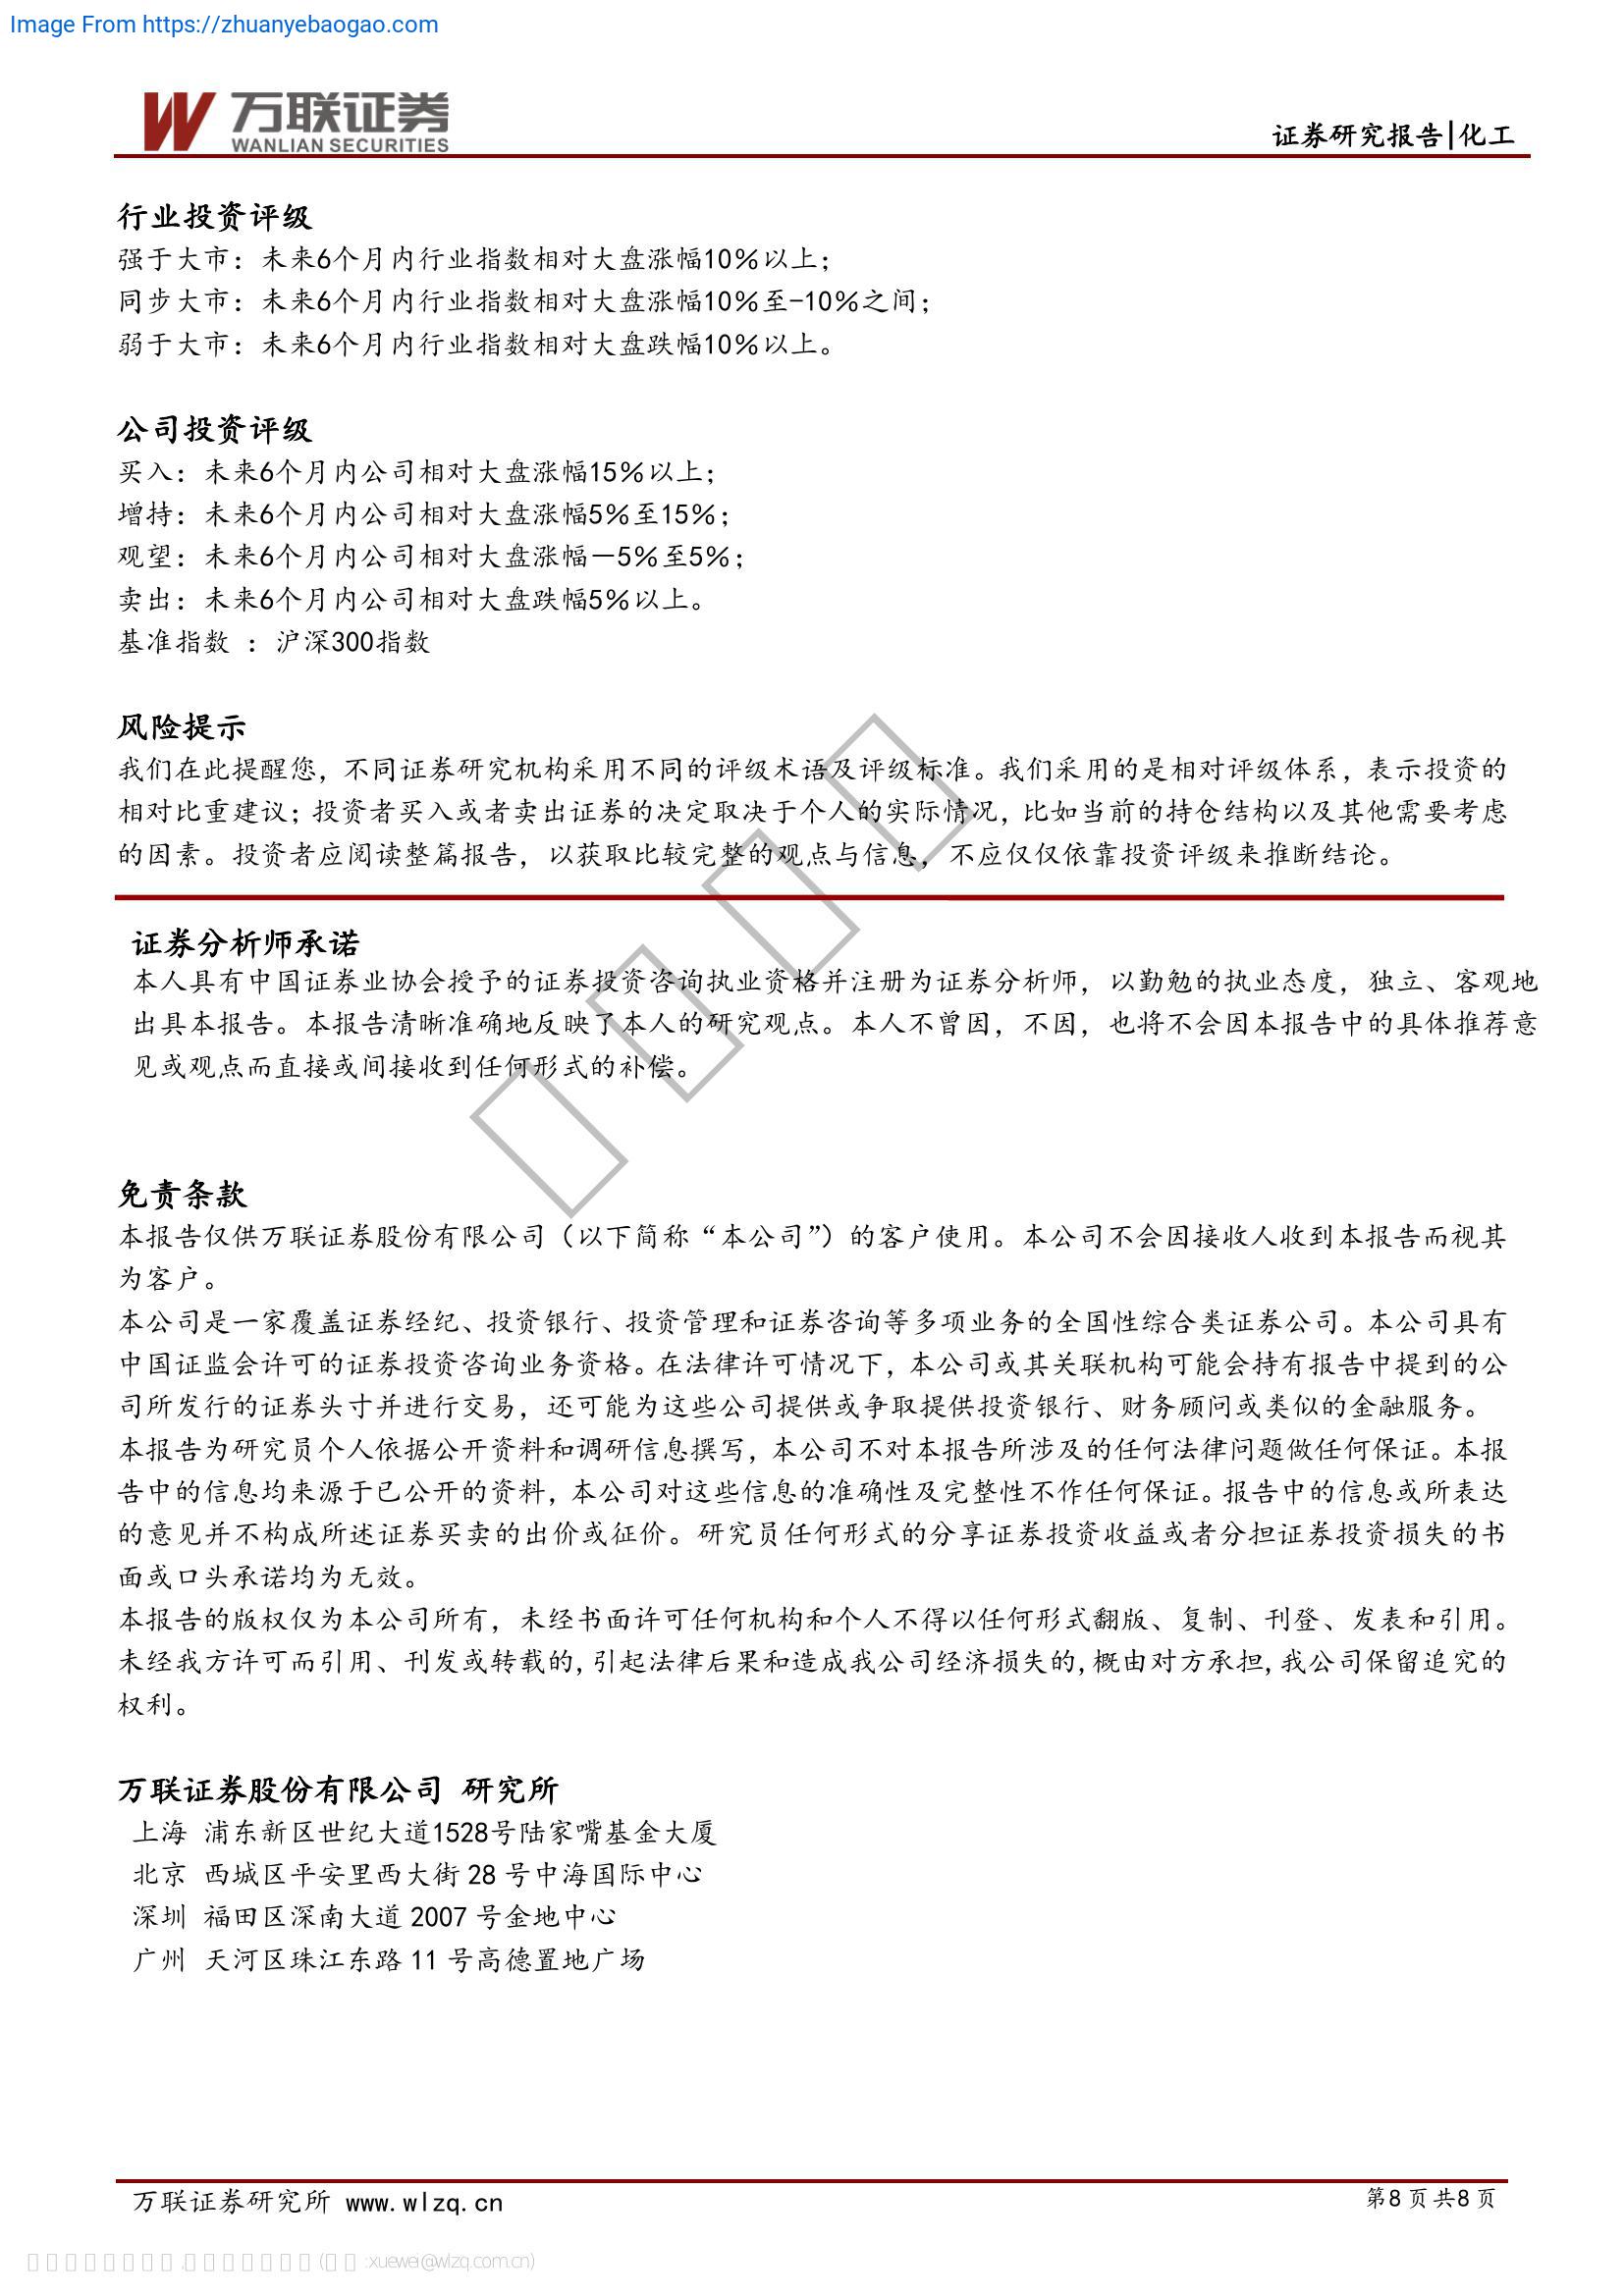 Image From https://zhuanyebaogao.com
万联证券
WANLIAN SECURITIES
证券研究报告|化工
行业投资评级
强于大市：未来6个月内行业指数相对大盘涨幅10％以上；
同步大市：未来6个月内行业指数相对大盘涨幅10％至-10％之间；
弱于大市：未来6个月内行业指数相对大盘跌幅10％以上。
公司投资评级
买入：未来6个月内公司相对大盘涨幅15％以上；
增持：未来6个月内公司相对大盘涨幅5％至15％；
观望：未来6个月内公司相对大盘涨幅－5％至5％；
卖出：未来6个月内公司相对大盘跌幅5％以上。
基准指数 ：沪深300指数
风险提示
我们在此提醒您，不同证券研究机构采用不同的评级术语及评级标准。我们采用的是相对评级体系，表示投资的
相对比重建议；投资者买入或者卖出证券的决定取决于个人的实际情况，比如当前的持仓结构以及其他需要考虑
的因素。投资者应阅读整篇报告，以获取比较完整的观点与信息，不应仅仅依靠投资评级来推断结论。
证券分析师承诺
本人具有中国证券业协会授予的证券投资咨询执业资格并注册为证券分析师，以勤勉的执业态度，独立、客观地
出具本报告。本报告清晰准确地反映了本人的研究观点。本人不曾因，不因，也将不会因本报告中的具体推荐意
见或观点而直接或间接收到任何形式的补偿。
免责条款
本报告仅供万联证券股份有限公司（以下简称“本公司”）的客户使用。本公司不会因接收人收到本报告而视其
为客户。
本公司是一家覆盖证券经纪、投资银行、投资管理和证券咨询等多项业务的全国性综合类证券公司。本公司具有
中国证监会许可的证券投资咨询业务资格。在法律许可情况下，本公司或其关联机构可能会持有报告中提到的公
司所发行的证券头寸并进行交易，还可能为这些公司提供或争取提供投资银行、财务顾问或类似的金融服务。
本报告为研究员个人依据公开资料和调研信息撰写，本公司不对本报告所涉及的任何法律问题做任何保证。本报
告中的信息均来源于已公开的资料，本公司对这些信息的准确性及完整性不作任何保证。报告中的信息或所表达
的意见并不构成所述证券买卖的出价或征价。研究员任何形式的分享证券投资收益或者分担证券投资损失的书
面或口头承诺均为无效。
本报告的版权仅为本公司所有，未经书面许可任何机构和个人不得以任何形式翻版、复制、刊登、发表和引用。
未经我方许可而引用、刊发或转载的,引起法律后果和造成我公司经济损失的,概由对方承担,我公司保留追究的
权利。
万联证券股份有限公司 研究所
上海 浦东新区世纪大道1528号陆家嘴基金大厦
北京 西城区平安里西大街 28 号中海国际中心
深圳 福田区深南大道 2007 号金地中心
广州 天河区珠江东路 11 号高德置地广场
万联证券研究所 www.wlzq.cn
第8 页 共8 页
xuewei@wlzq.com.cn)